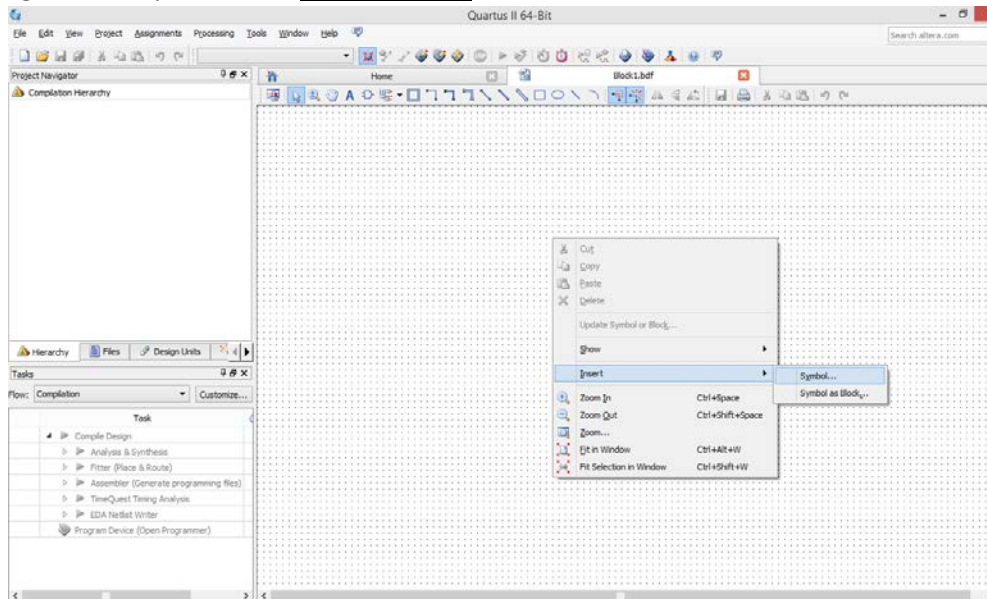 Quartus II 64-Bit
File Edit View Project Assignments Processing Tools Window Help
Search altera.com
Project Navigator
Home
Block1.bdf
Compilation Hierarchy
Cut
Copy
Paste
Delete
Update Symbol or Block...
Show
Insert
Symbol...
Symbol as Block...
Zoom In Ctrl+Space
Zoom Out Ctrl+Shift+Space
Zoom...
Fit in Window Ctrl+Alt+W
Fit Selection in Window Ctrl+Shift+W
Hierarchy Files Design Units
Tasks
Flow: Compilation Customize...
Task
Compile Design
Analysis & Synthesis
Fitter (Place & Route)
Assembler (Generate programming files)
TimeQuest Timing Analysis
EDA Netlist Writer
Program Device (Open Programmer)